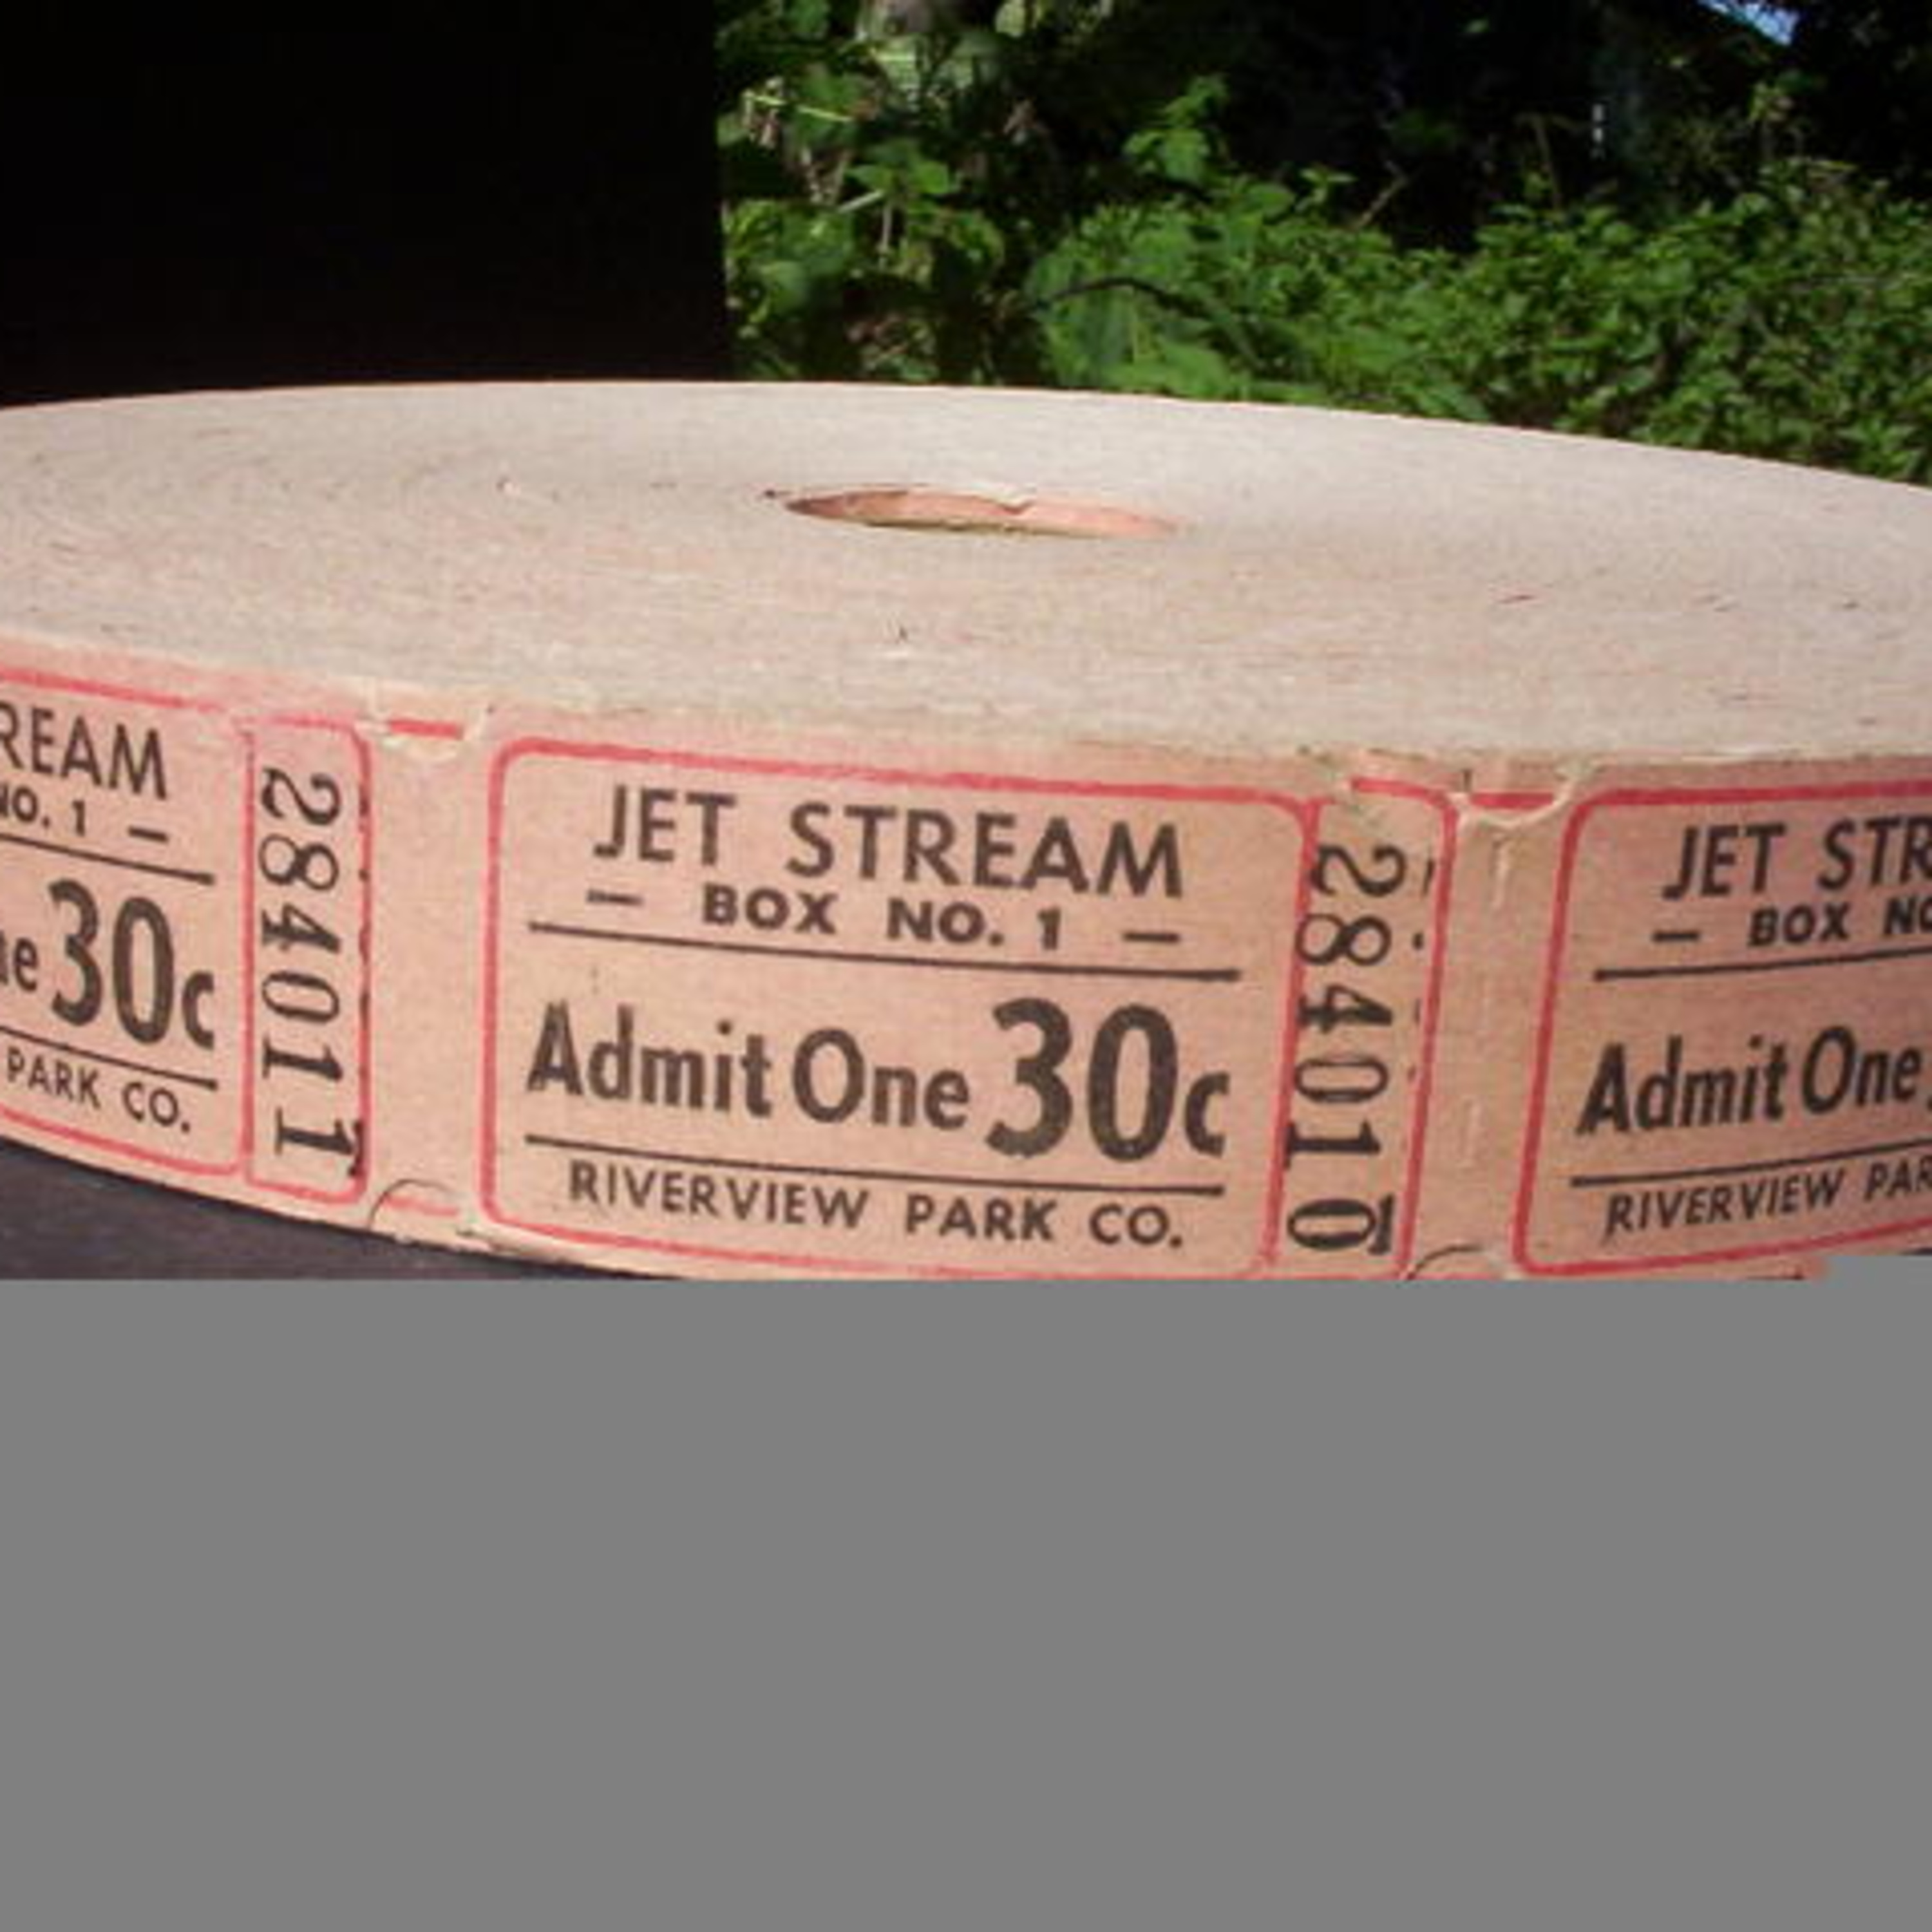 REAM
NO. 1 —
ne 30c
PARK CO.
284011
JET STREAM
— BOX NO. 1 —
Admit One 30c
RIVERVIEW PARK CO.
284010
JET STR
— BOX NO
Admit One
RIVERVIEW PAR